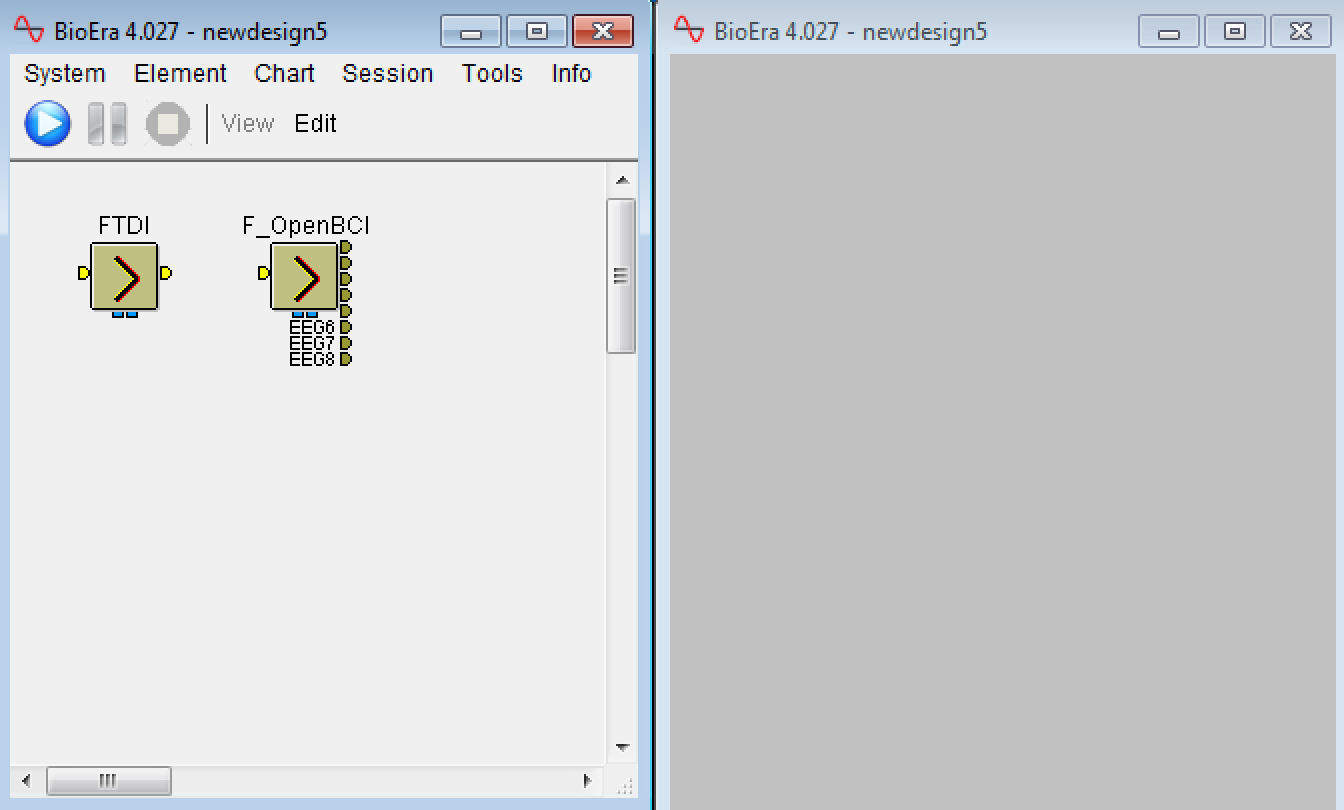 BioEra 4.027 - newdesign5
System Element Chart Session Tools Info
View Edit
FTDI F_OpenBCI
EEG6
EEG7
EEG8
BioEra 4.027 - newdesign5